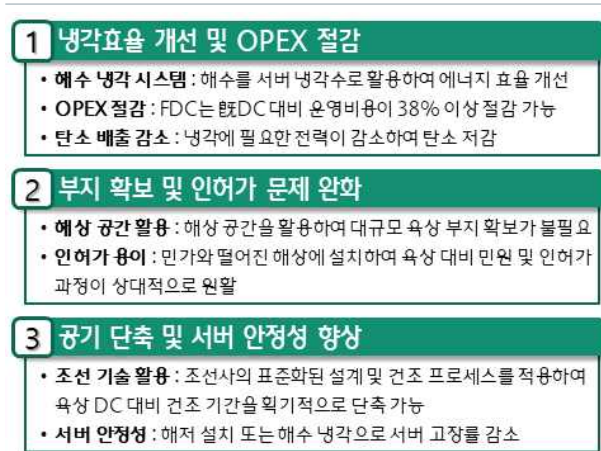 1 냉각효율 개선 및 OPEX 절감
• 해수 냉각 시스템 : 해수를 서버 냉각수로 활용하여 에너지 효율 개선
• OPEX 절감 : FDC는 旣DC 대비 운영비용이 38% 이상 절감 가능
• 탄소 배출 감소 : 냉각에 필요한 전력이 감소하여 탄소 저감
2 부지 확보 및 인허가 문제 완화
• 해상 공간 활용 : 해상 공간을 활용하여 대규모 육상 부지 확보가 불필요
• 인허가 용이 : 민가와 떨어진 해상에 설치하여 육상 대비 민원 및 인허가
과정이 상대적으로 원활
3 공기 단축 및 서버 안정성 향상
• 조선 기술 활용 : 조선사의 표준화된 설계 및 건조 프로세스를 적용하여
육상 DC 대비 건조 기간을 획기적으로 단축 가능
• 서버 안정성 : 해저 설치 또는 해수 냉각으로 서버 고장률 감소